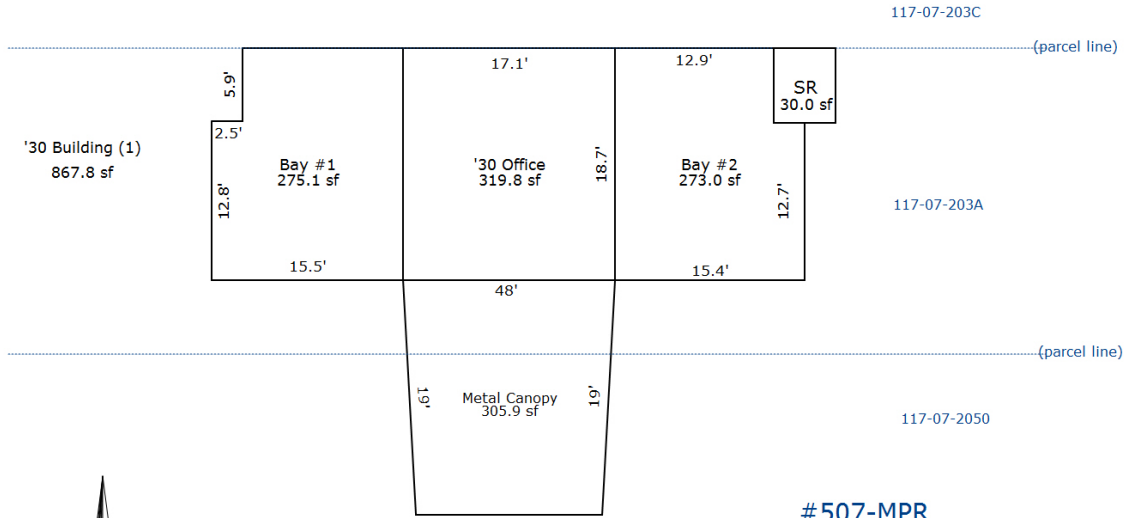 117-07-203C
(parcel line)
17.1'
12.9'
5.9'
SR
30.0 sf
2.5'
'30 Building (1)
867.8 sf
Bay #1
275.1 sf
'30 Office
319.8 sf
18.7'
Bay #2
273.0 sf
12.8'
12.7'
117-07-203A
15.5'
15.4'
48'
(parcel line)
19'
Metal Canopy
305.9 sf
19'
117-07-2050
#507-MPR